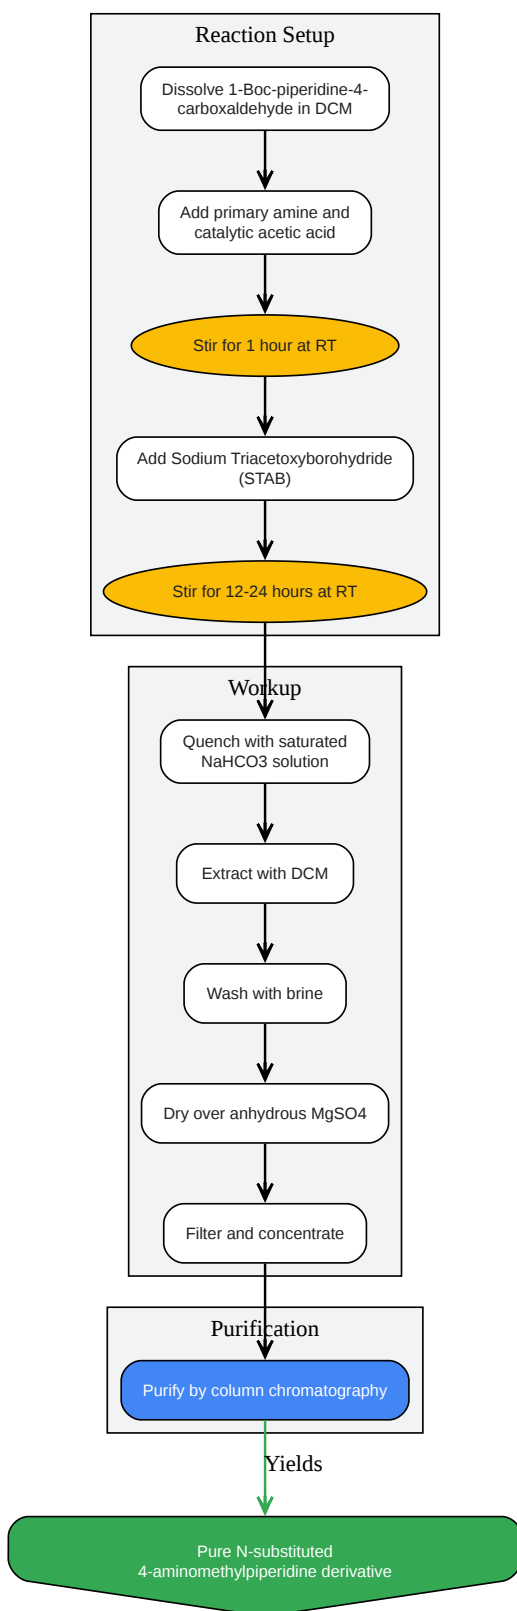 Reaction Setup
Dissolve 1-Boc-piperidine-4-
carboxaldehyde in DCM
Add primary amine and
catalytic acetic acid
Stir for 1 hour at RT
Add Sodium Triacetoxyborohydride
(STAB)
Stir for 12-24 hours at RT
Workup
Quench with saturated
NaHCO3 solution
Extract with DCM
Wash with brine
Dry over anhydrous MgSO4
Filter and concentrate
Purification
Purify by column chromatography
Yields
Pure N-substituted
4-aminomethylpiperidine derivative